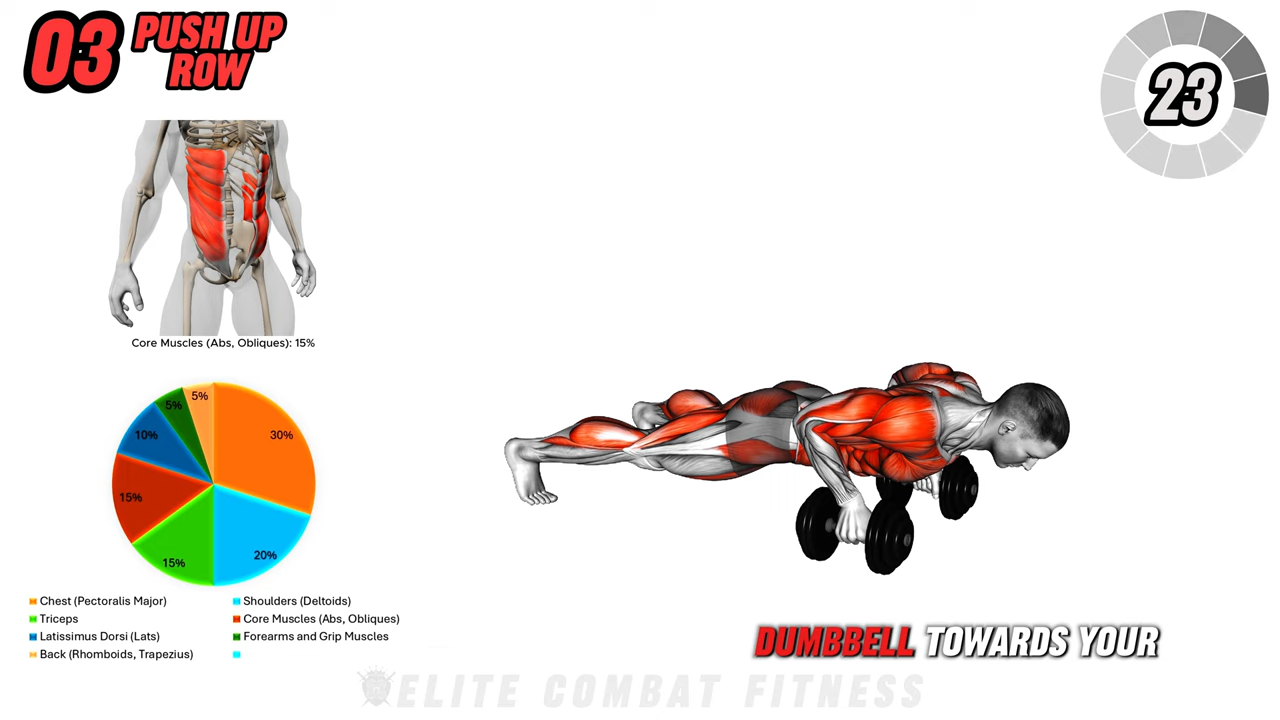 03 PUSH UP
ROW
23
Core Muscles (Abs, Obliques): 15%
5%
5%
30%
10%
15%
15%
20%
Chest (Pectoralis Major)
Shoulders (Deltoids)
Triceps
Core Muscles (Abs, Obliques)
Latissimus Dorsi (Lats)
Forearms and Grip Muscles
Back (Rhomboids, Trapezius)
DUMBBELL TOWARDS YOUR
ELITE COMBAT FITNESS